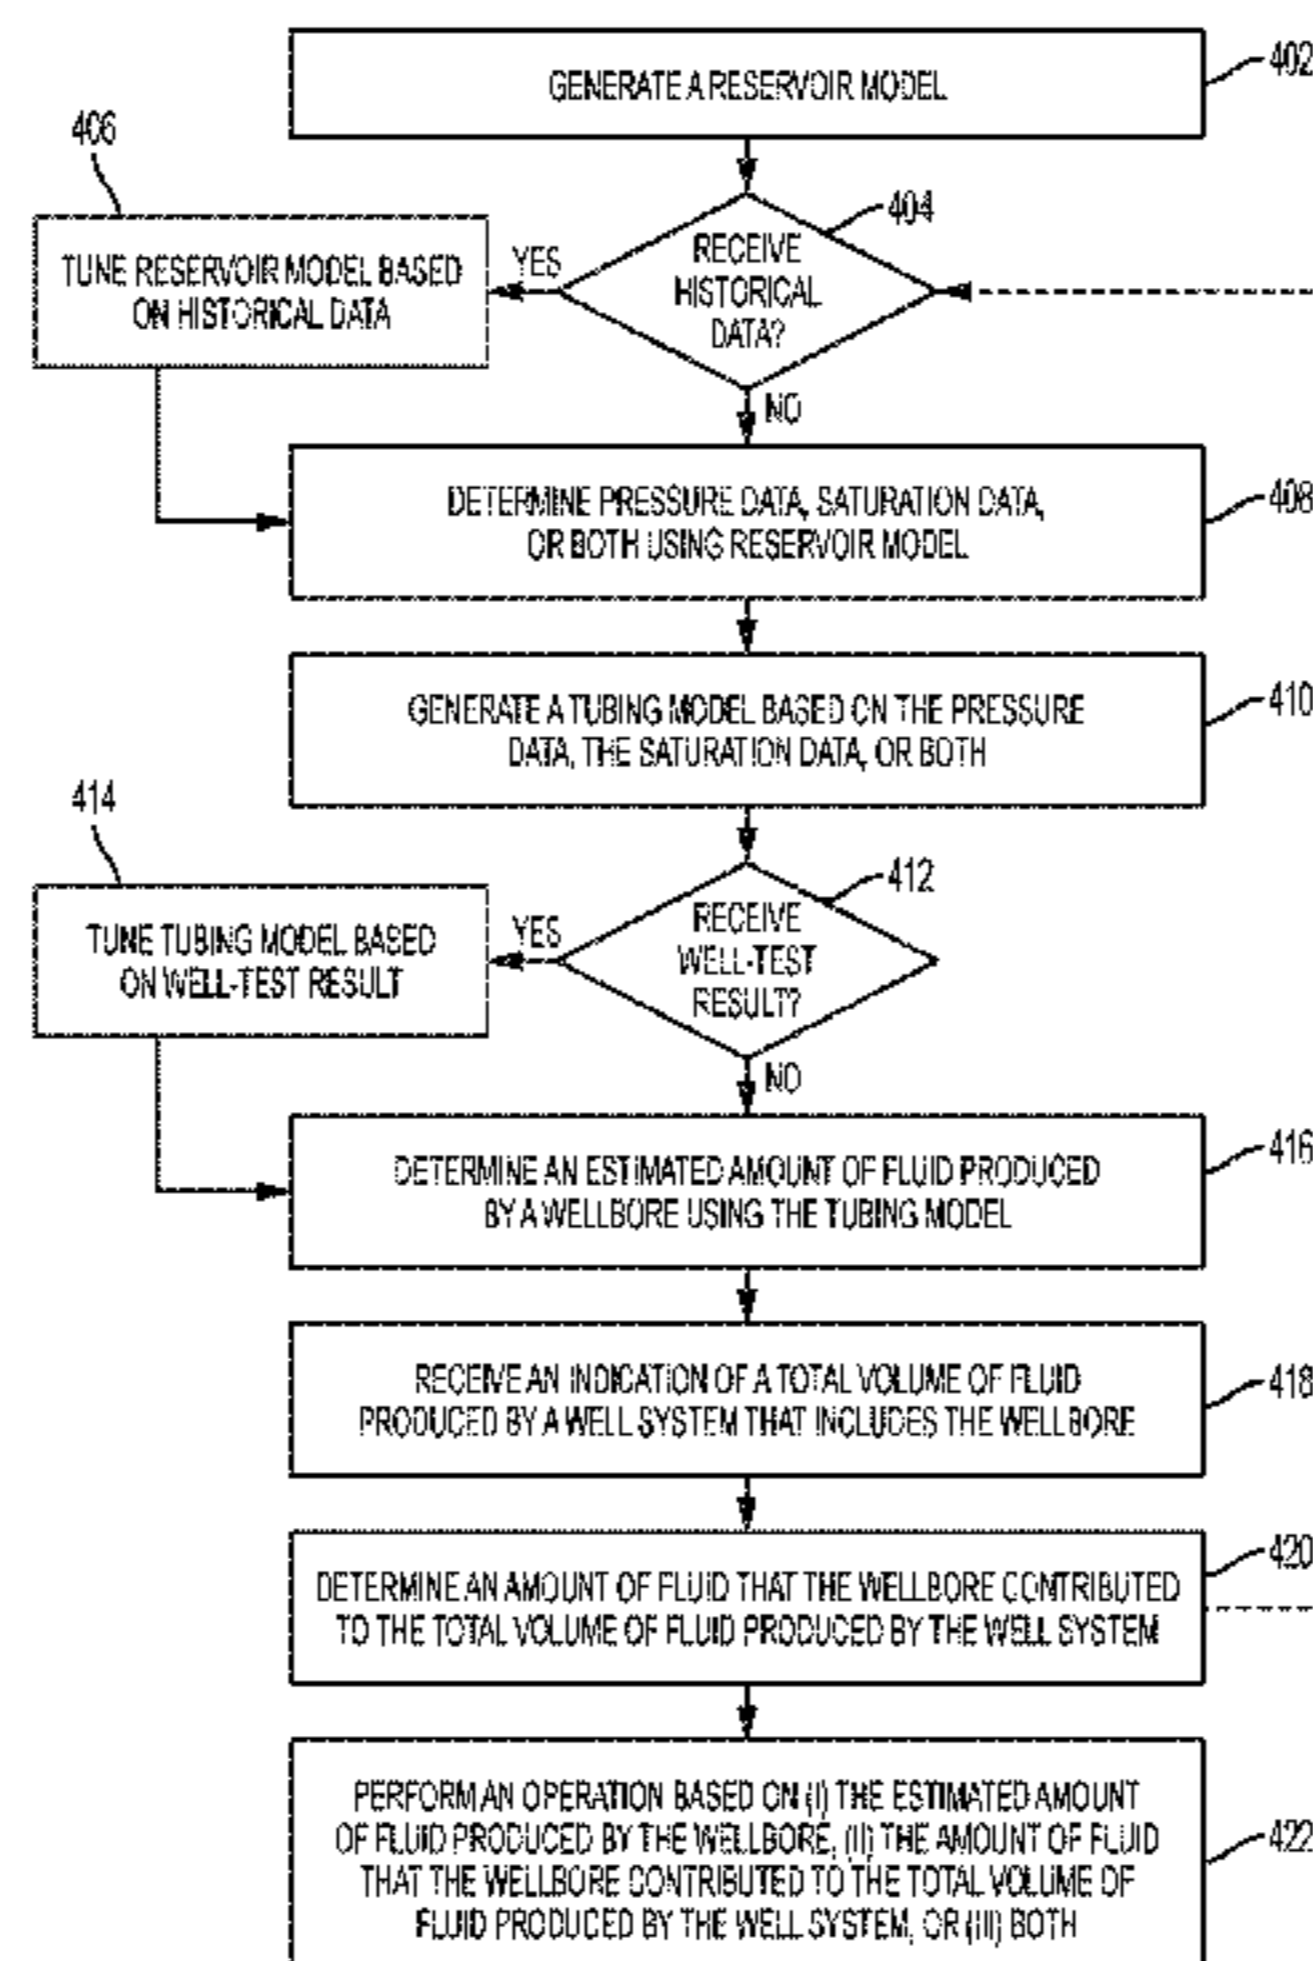 402
GENERATE A RESERVOIR MODEL
406
404
RECEIVE
HISTORICAL
DATA?
YES
TUNE RESERVOIR MODEL BASED
ON HISTORICAL DATA
NO
408
DETERMINE PRESSURE DATA, SATURATION DATA,
OR BOTH USING RESERVOIR MODEL
410
GENERATE A TUBING MODEL BASED ON THE PRESSURE
DATA, THE SATURATION DATA, OR BOTH
414
412
RECEIVE
WELL-TEST
RESULT?
YES
TUNE TUBING MODEL BASED
ON WELL-TEST RESULT
NO
416
DETERMINE AN ESTIMATED AMOUNT OF FLUID PRODUCED
BY A WELLBORE USING THE TUBING MODEL
418
RECEIVE AN INDICATION OF A TOTAL VOLUME OF FLUID
PRODUCED BY A WELL SYSTEM THAT INCLUDES THE WELLBORE
420
DETERMINE AN AMOUNT OF FLUID THAT THE WELLBORE CONTRIBUTED
TO THE TOTAL VOLUME OF FLUID PRODUCED BY THE WELL SYSTEM
422
PERFORM AN OPERATION BASED ON (I) THE ESTIMATED AMOUNT
OF FLUID PRODUCED BY THE WELLBORE, (II) THE AMOUNT OF FLUID
THAT THE WELLBORE CONTRIBUTED TO THE TOTAL VOLUME OF
FLUID PRODUCED BY THE WELL SYSTEM, OR (III) BOTH